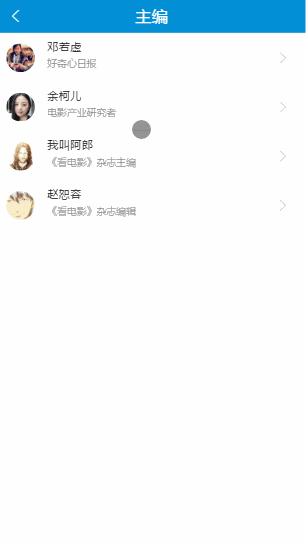 主编
邓若虚
好奇心日报
余柯儿
电影产业研究者
我叫阿郎
《看电影》杂志主编
赵恕容
《看电影》杂志编辑